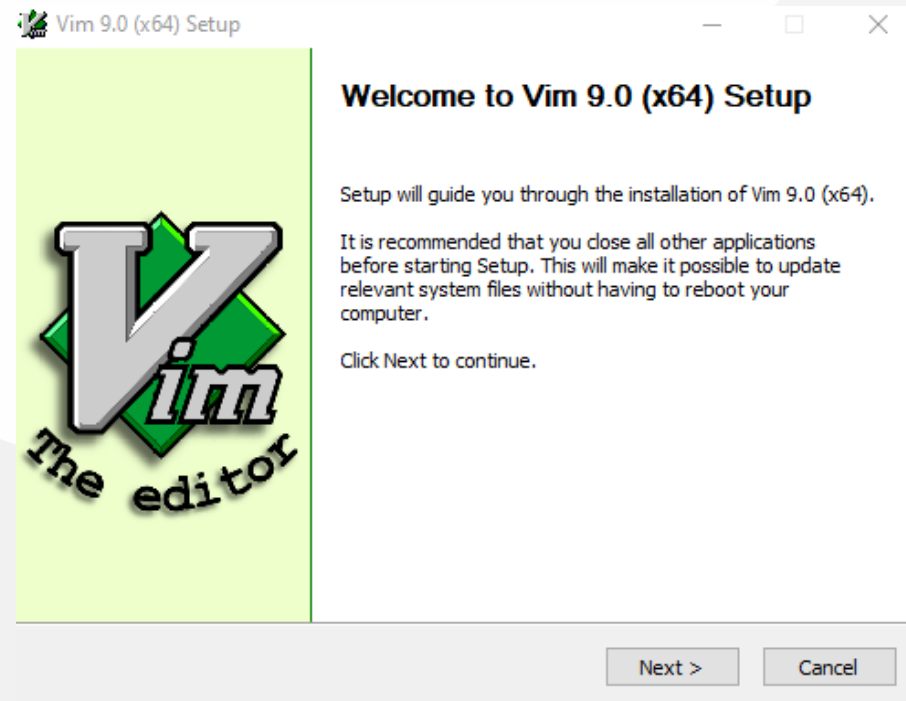 Vim 9.0 (x64) Setup
Welcome to Vim 9.0 (x64) Setup
Setup will guide you through the installation of Vim 9.0 (x64).
It is recommended that you close all other applications
before starting Setup. This will make it possible to update
relevant system files without having to reboot your
computer.
Click Next to continue.
Vim
The editor
Next >
Cancel